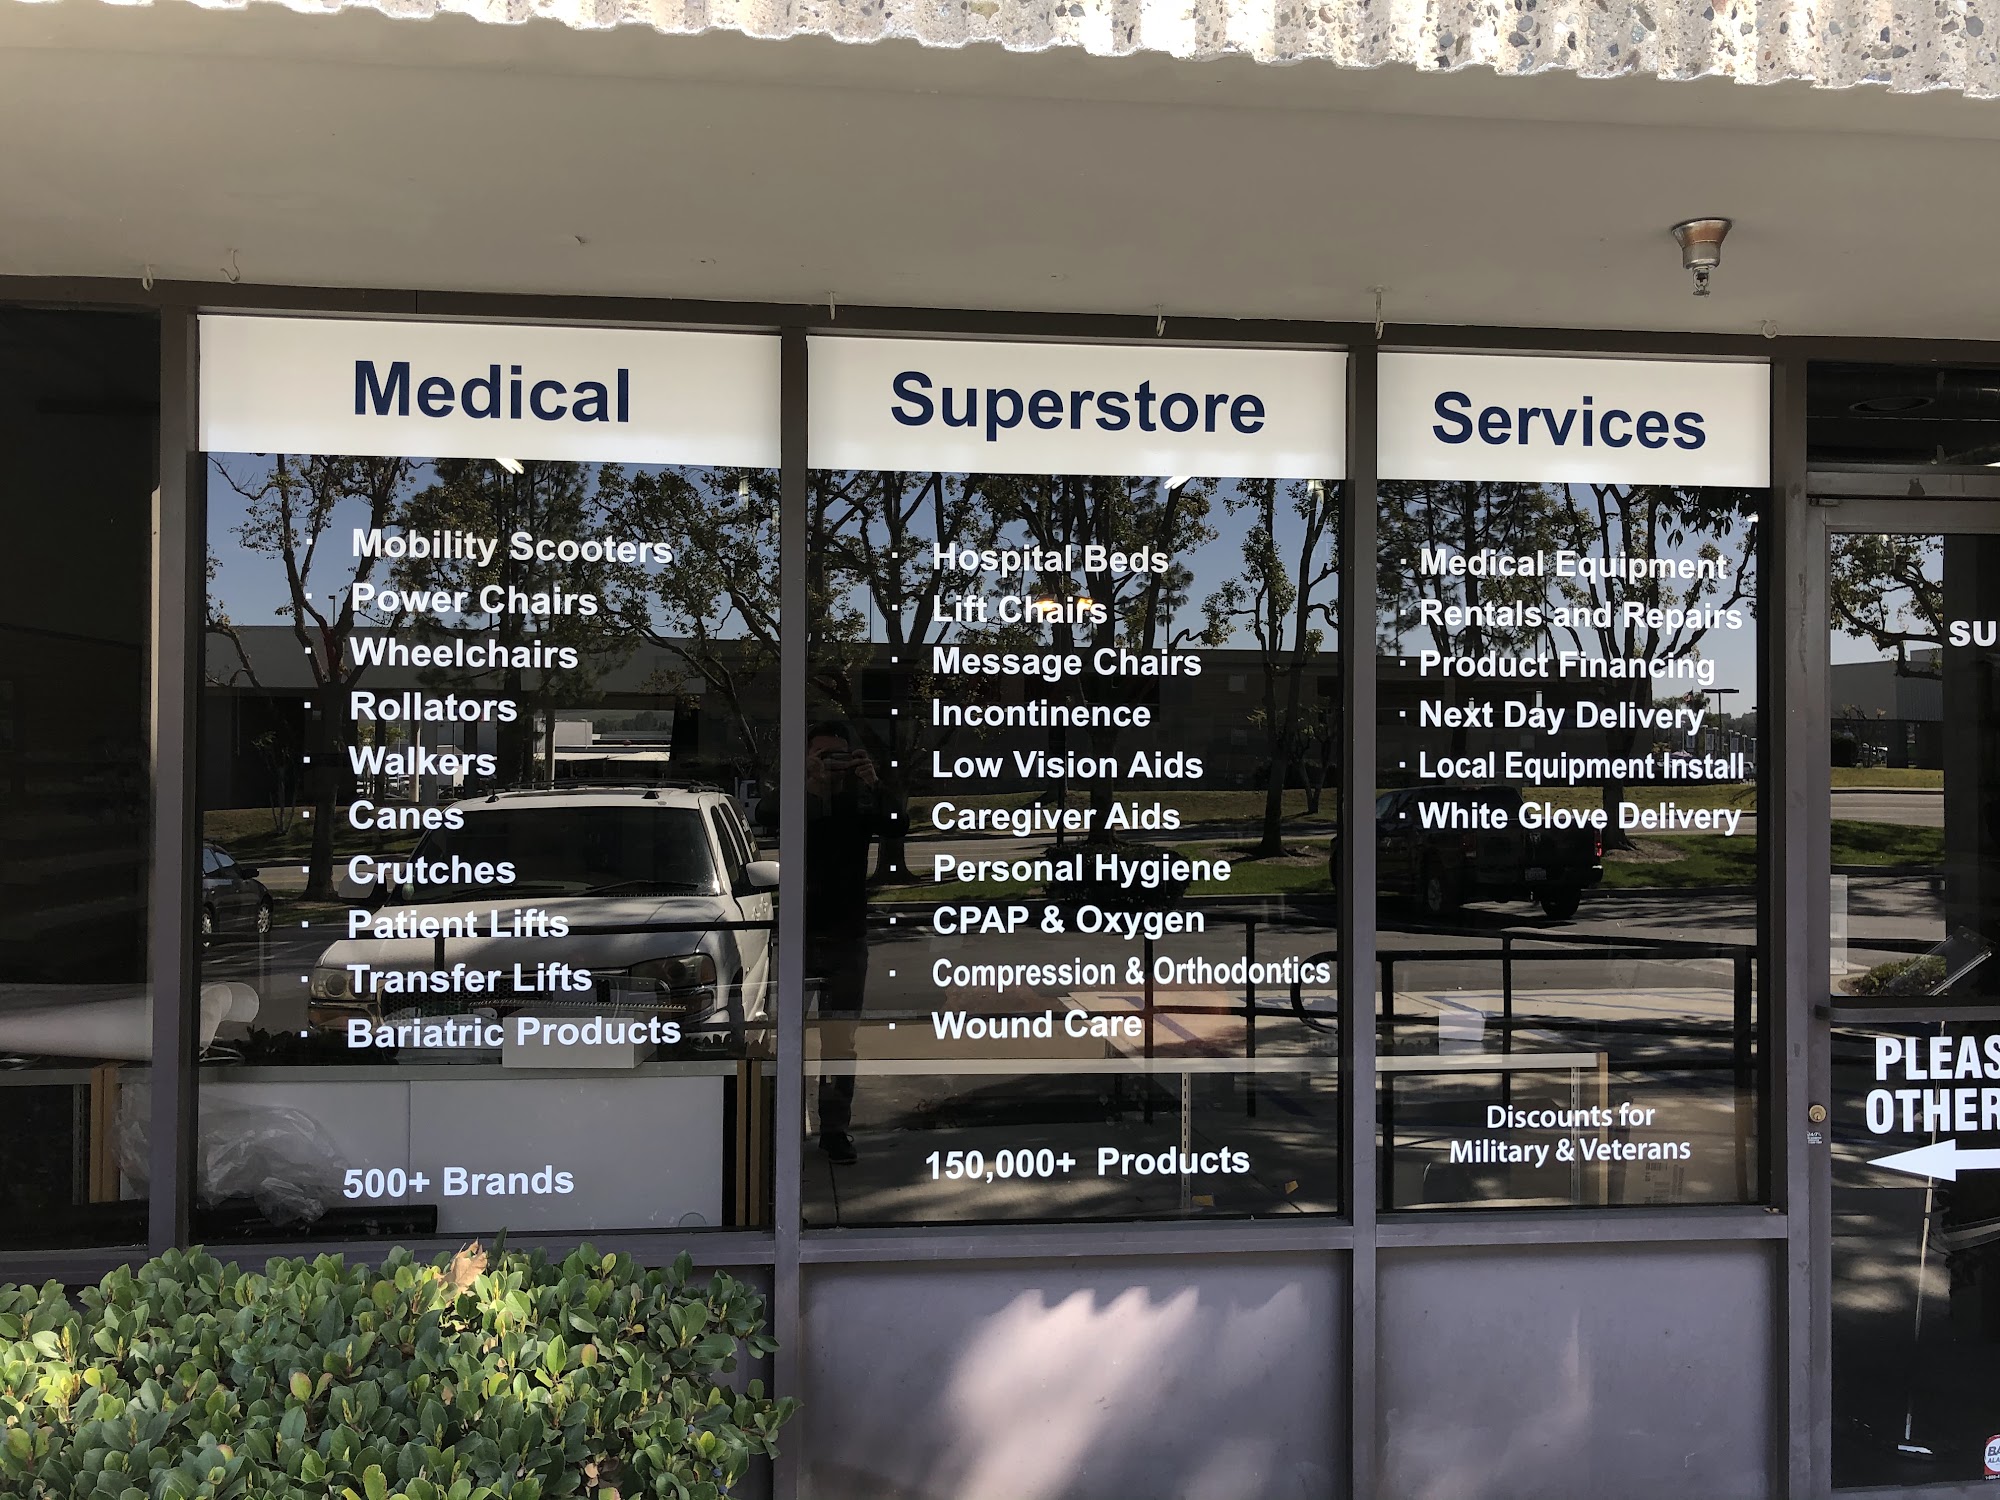 Medical
· Mobility Scooters
· Power Chairs
· Wheelchairs
· Rollators
· Walkers
· Canes
· Crutches
· Patient Lifts
· Transfer Lifts
· Bariatric Products
500+ Brands
Superstore
· Hospital Beds
· Lift Chairs
· Message Chairs
· Incontinence
· Low Vision Aids
· Caregiver Aids
· Personal Hygiene
· CPAP & Oxygen
· Compression & Orthodontics
· Wound Care
150,000+ Products
Services
· Medical Equipment
· Rentals and Repairs
· Product Financing
· Next Day Delivery
· Local Equipment Install
· White Glove Delivery
Discounts for
Military & Veterans
SU
PLEAS
OTHER